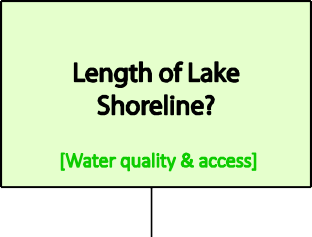 Length of Lake
Shoreline?
[Water quality & access]